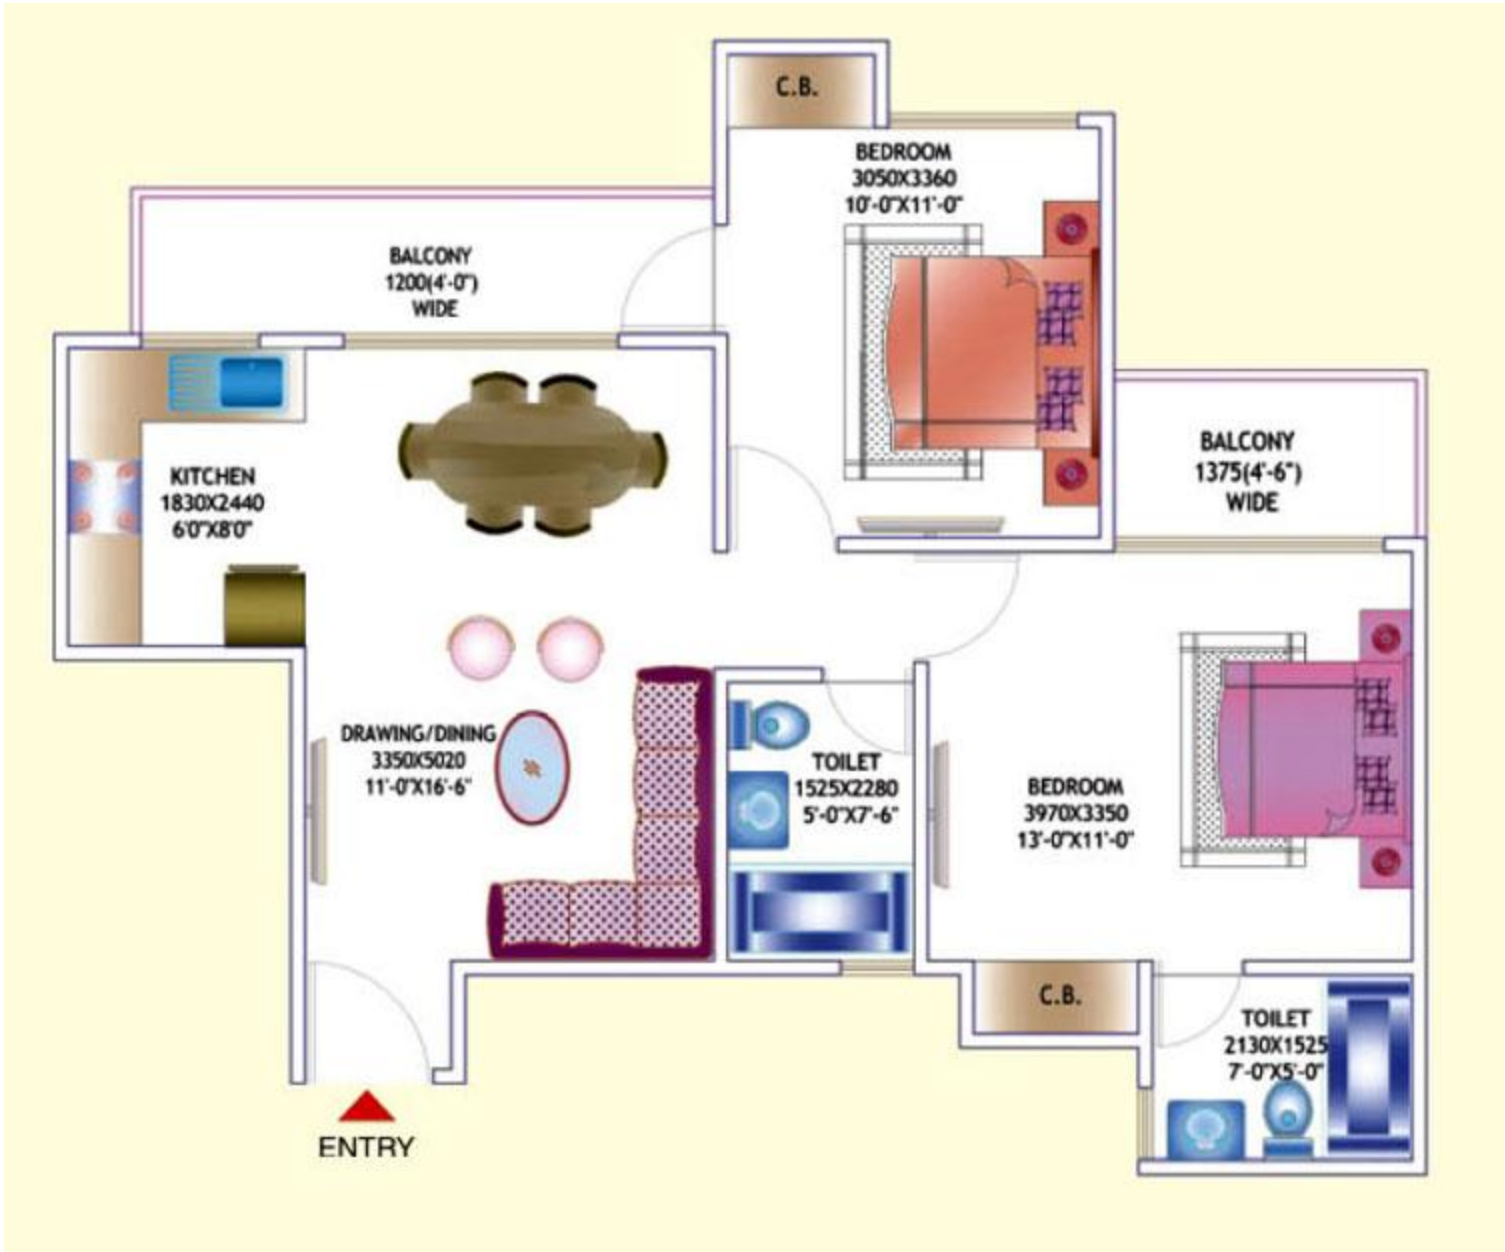 C.B.
BEDROOM
3050X3360
10'-0"X11'-0"
BALCONY
1200(4'-0")
WIDE
BALCONY
1375(4'-6")
WIDE
KITCHEN
1830X2440
6'0"X8'0"
DRAWING/DINING
3350X5020
11'-0"X16'-6"
TOILET
1525X2280
5'-0"X7'-6"
BEDROOM
3970X3350
13'-0"X11'-0"
C.B.
TOILET
2130X1525
7'-0"X5'-0"
ENTRY